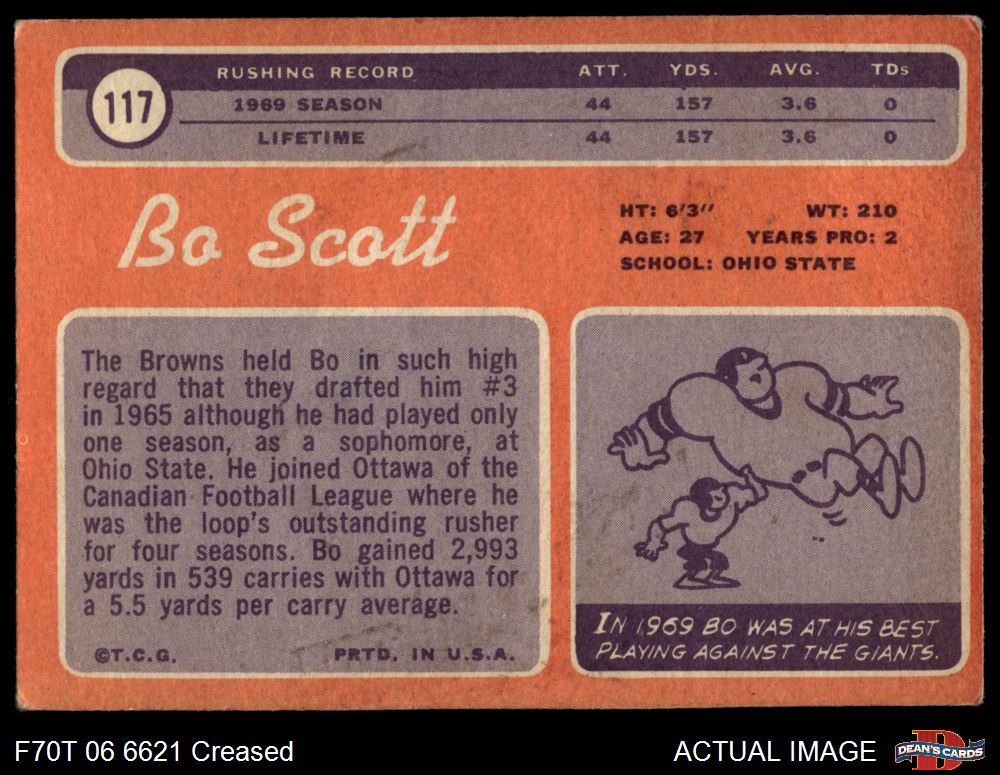 117
RUSHING RECORD ATT. YDS. AVG. TDs
1969 SEASON 44 157 3.6 0
LIFETIME 44 157 3.6 0
Bo Scott
HT: 6'3" WT: 210
AGE: 27 YEARS PRO: 2
SCHOOL: OHIO STATE
The Browns held Bo in such high
regard that they drafted him #3
in 1965 although he had played only
one season, as a sophomore, at
Ohio State. He joined Ottawa of the
Canadian Football League where he
was the loop's outstanding rusher
for four seasons. Bo gained 2,993
yards in 539 carries with Ottawa for
a 5.5 yards per carry average.
©T.C.G. PRTD. IN U.S.A.
IN 1969 BO WAS AT HIS BEST
PLAYING AGAINST THE GIANTS.
F70T 06 6621 Creased
ACTUAL IMAGE
D
DEAN'S CARDS